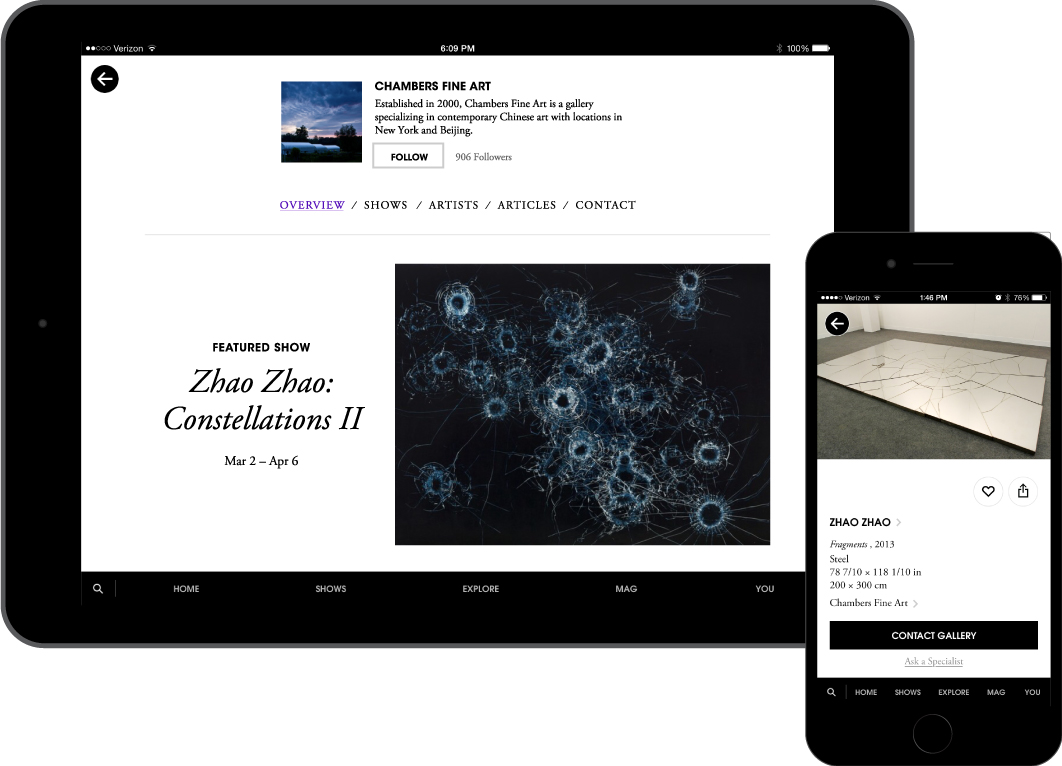 Verizon 6:09 PM 100%
CHAMBERS FINE ART
Established in 2000, Chambers Fine Art is a gallery
specializing in contemporary Chinese art with locations in
New York and Beijing.
FOLLOW 906 Followers
OVERVIEW / SHOWS / ARTISTS / ARTICLES / CONTACT
FEATURED SHOW
Zhao Zhao:
Constellations II
Mar 2 – Apr 6
HOME SHOWS EXPLORE MAG YOU
Verizon 1:46 PM 76%
ZHAO ZHAO
Fragments , 2013
Steel
78 7/10 × 118 1/10 in
200 × 300 cm
Chambers Fine Art
CONTACT GALLERY
Ask a Specialist
HOME SHOWS EXPLORE MAG YOU